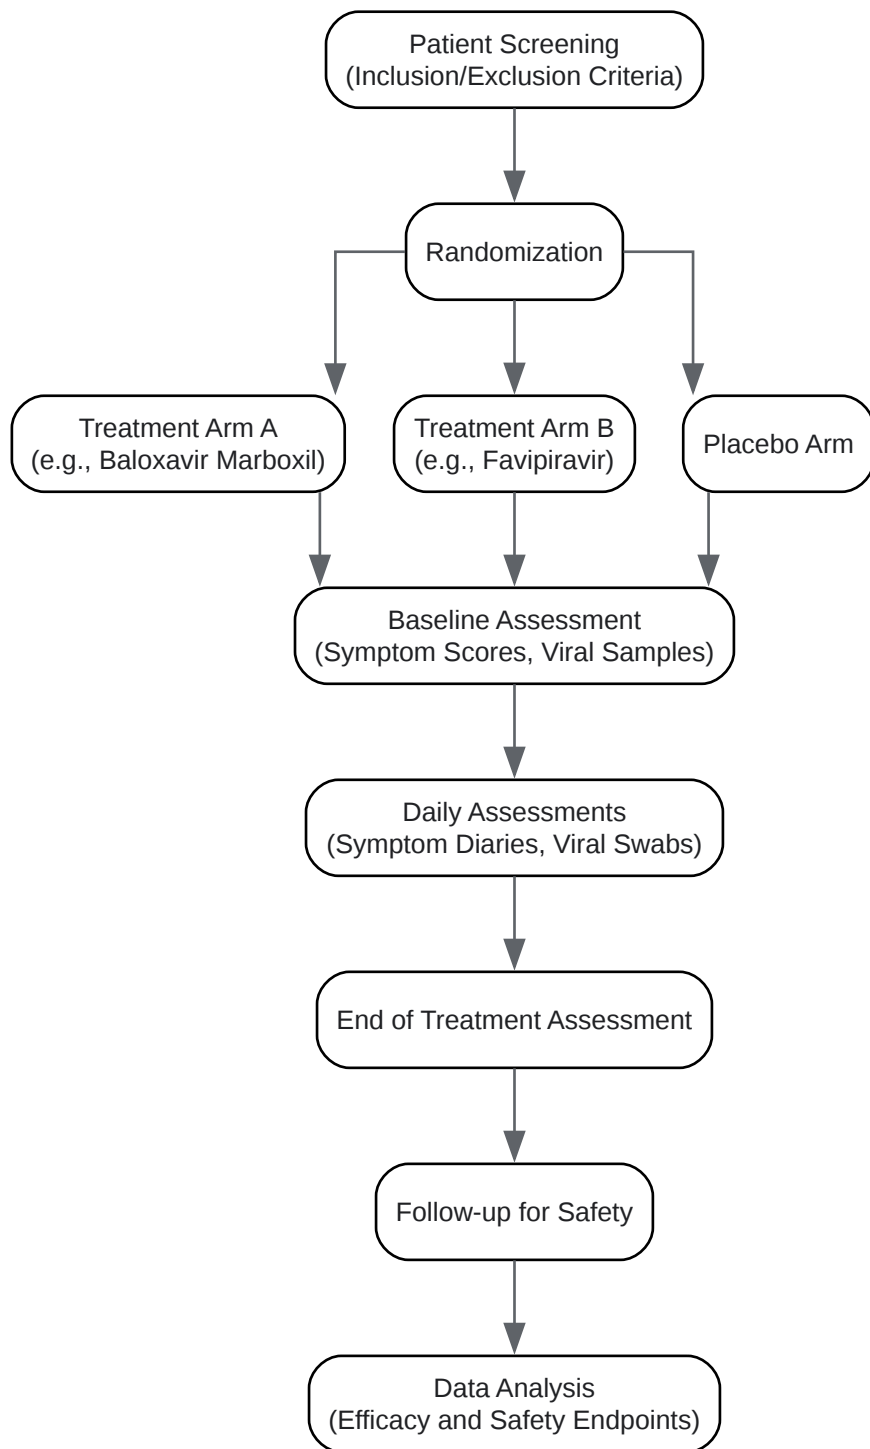 Patient Screening
(Inclusion/Exclusion Criteria)
Randomization
Treatment Arm A
(e.g., Baloxavir Marboxil)
Treatment Arm B
(e.g., Favipiravir)
Placebo Arm
Baseline Assessment
(Symptom Scores, Viral Samples)
Daily Assessments
(Symptom Diaries, Viral Swabs)
End of Treatment Assessment
Follow-up for Safety
Data Analysis
(Efficacy and Safety Endpoints)